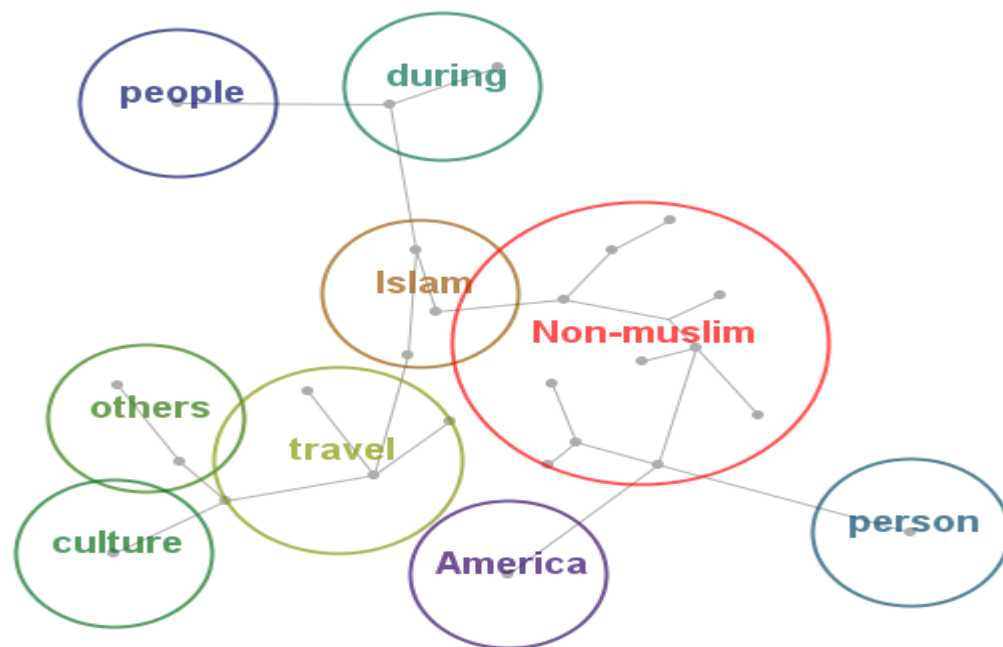 people
during
Islam
Non-muslim
others
travel
culture
America
person